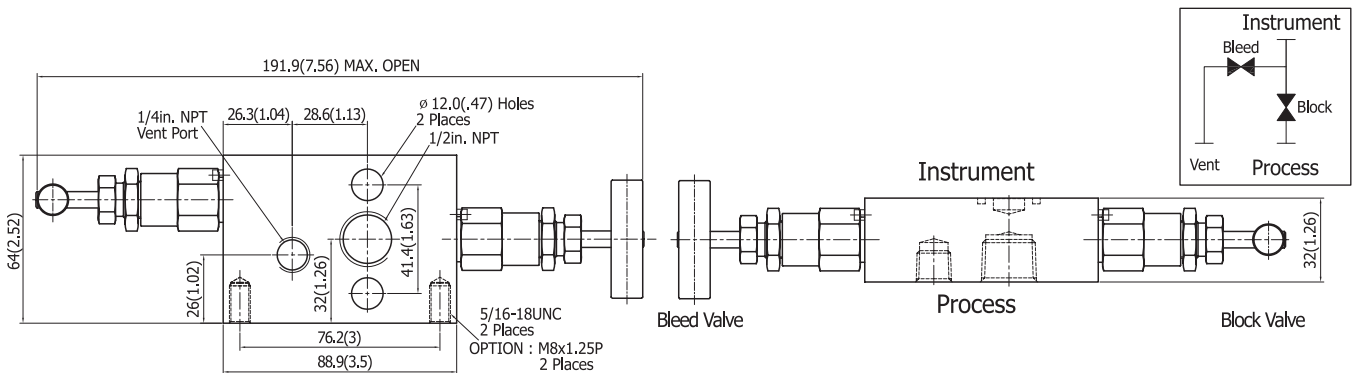 191.9(7.56) MAX. OPEN
26.3(1.04)
28.6(1.13)
ø 12.0(.47) Holes
2 Places
1/4in. NPT
Vent Port
1/2in. NPT
64(2.52)
26(1.02)
32(1.26)
41.4(1.63)
5/16-18UNC
2 Places
OPTION : M8x1.25P
2 Places
76.2(3)
88.9(3.5)
Instrument
Process
Bleed Valve
Block Valve
32(1.26)
Instrument
Bleed
Block
Vent
Process